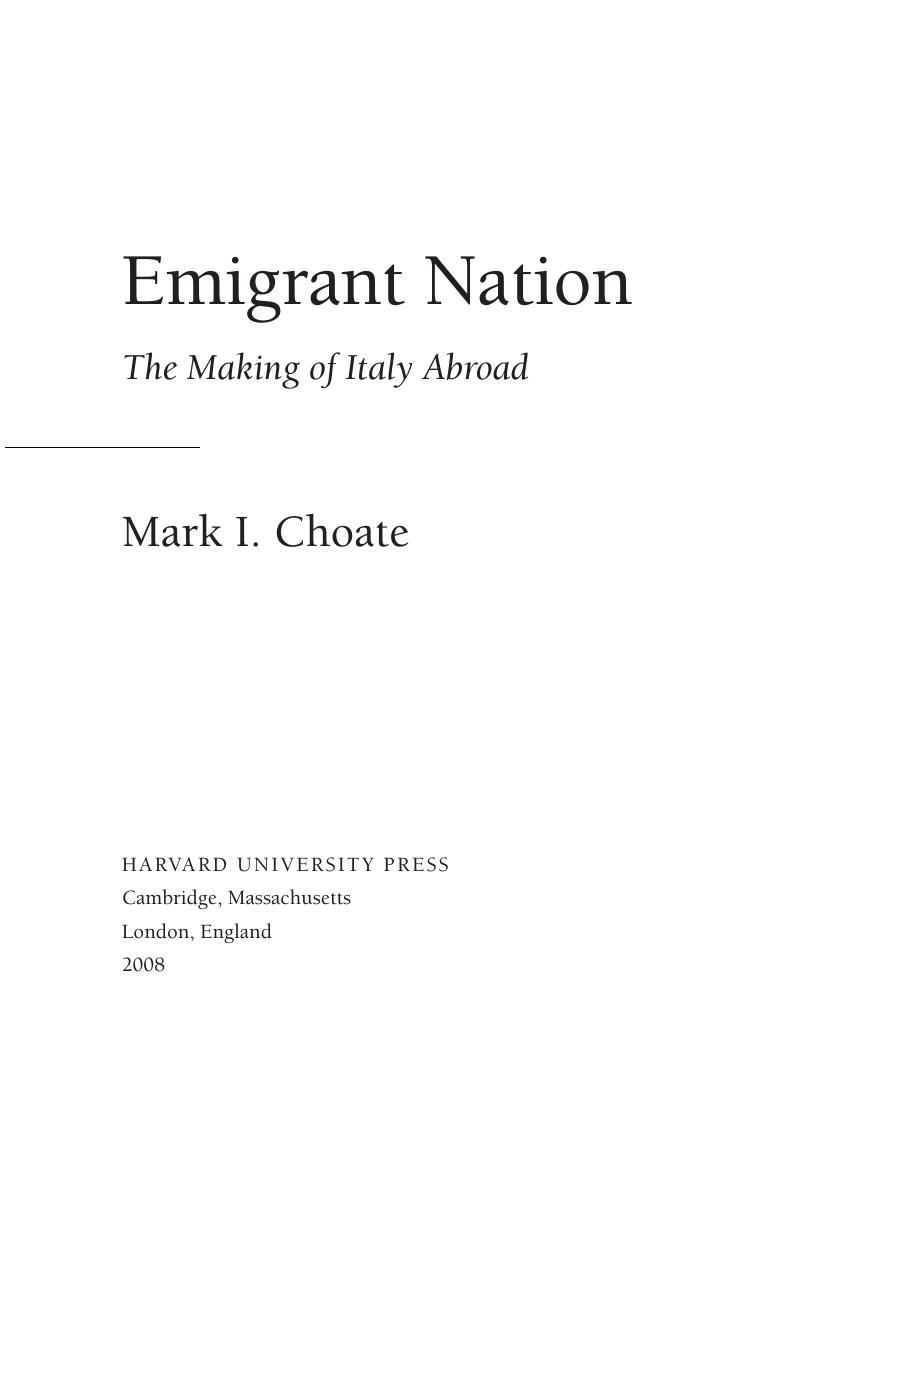 Emigrant Nation
The Making of Italy Abroad
Mark I. Choate
HARVARD UNIVERSITY PRESS
Cambridge, Massachusetts
London, England
2008